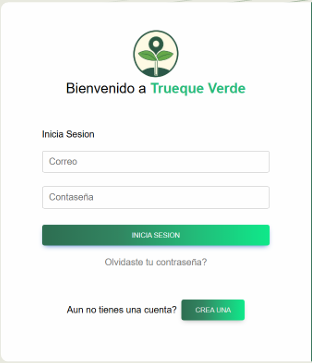 Bienvenido a Trueque Verde
Inicia Sesion
Correo
Contaseña
INICIA SESION
Olvidaste tu contraseña?
Aun no tienes una cuenta? CREA UNA